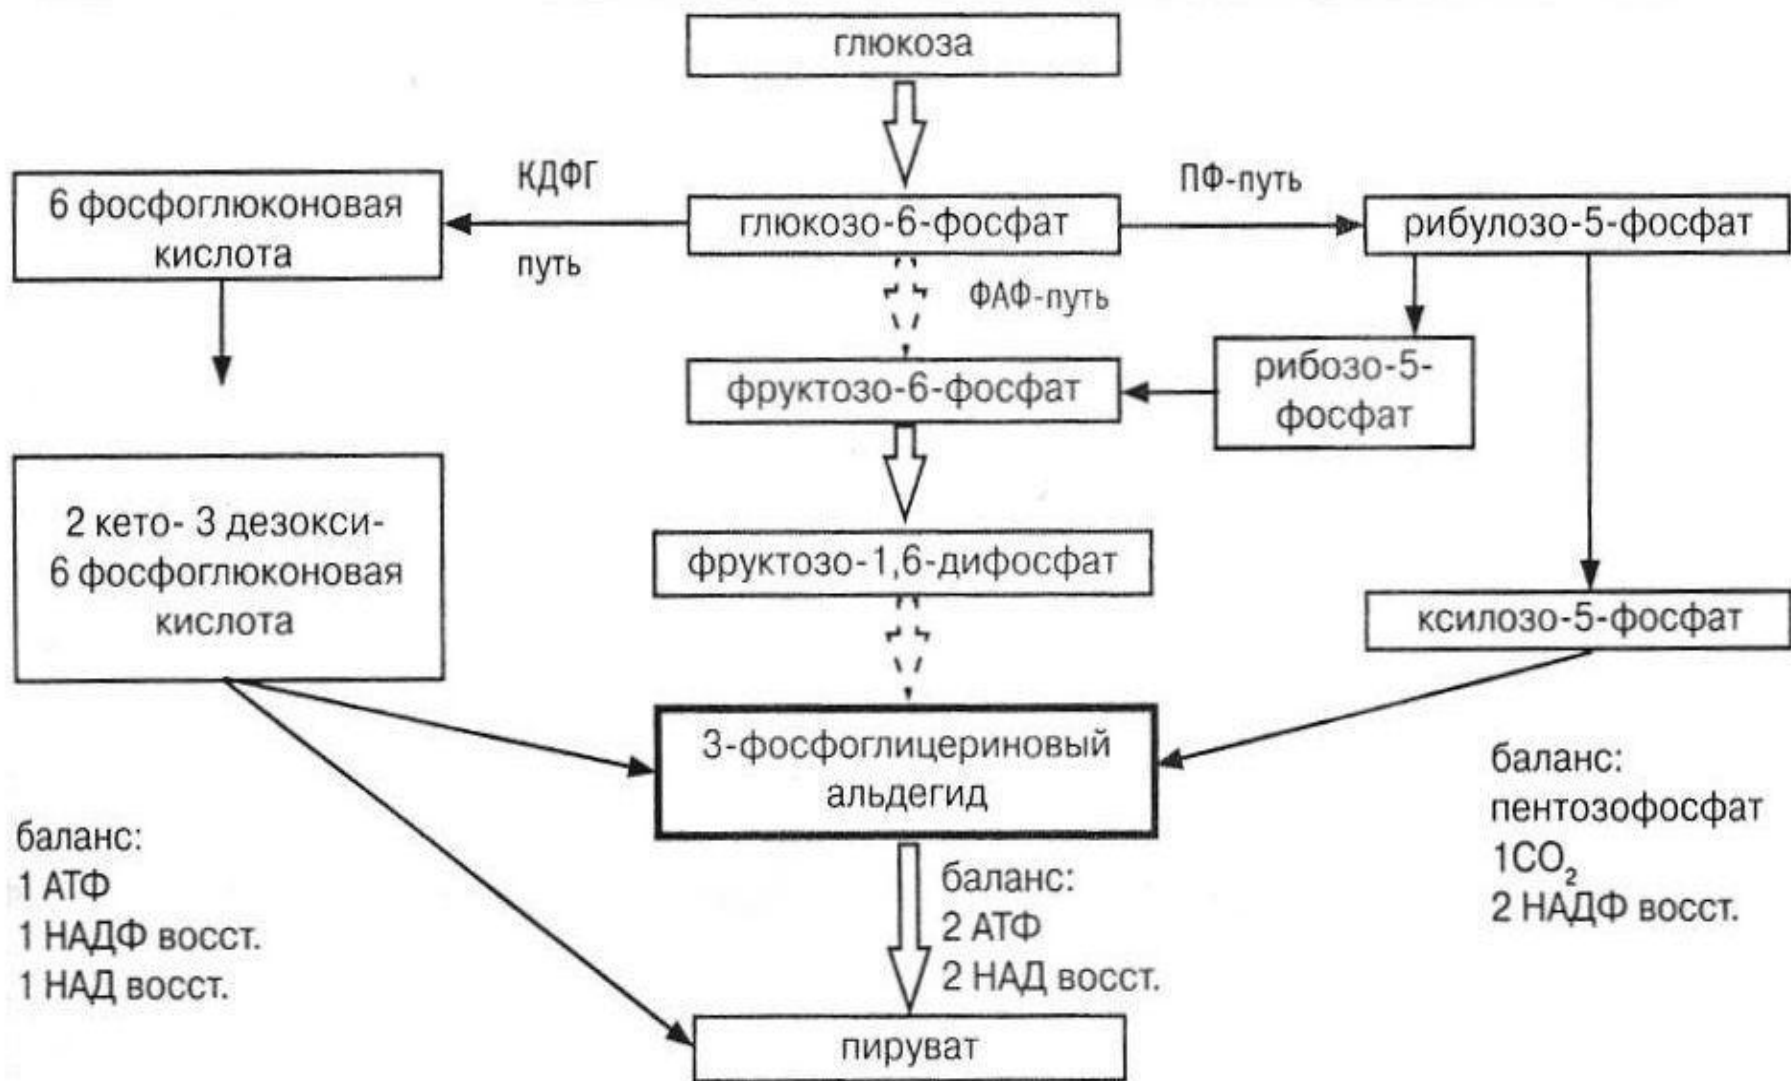 глюкоза
КДФГ
путь
ПФ-путь
6 фосфоглюконовая
кислота
глюкозо-6-фосфат
рибулозо-5-фосфат
ФАФ-путь
фруктозо-6-фосфат
рибозо-5-
фосфат
2 кето- 3 дезокси-
6 фосфоглюконовая
кислота
фруктозо-1,6-дифосфат
ксилозо-5-фосфат
3-фосфоглицериновый
альдегид
баланс:
1 АТФ
1 НАДФ восст.
1 НАД восст.
баланс:
2 АТФ
2 НАД восст.
баланс:
пентозофосфат
1CO₂
2 НАДФ восст.
пируват